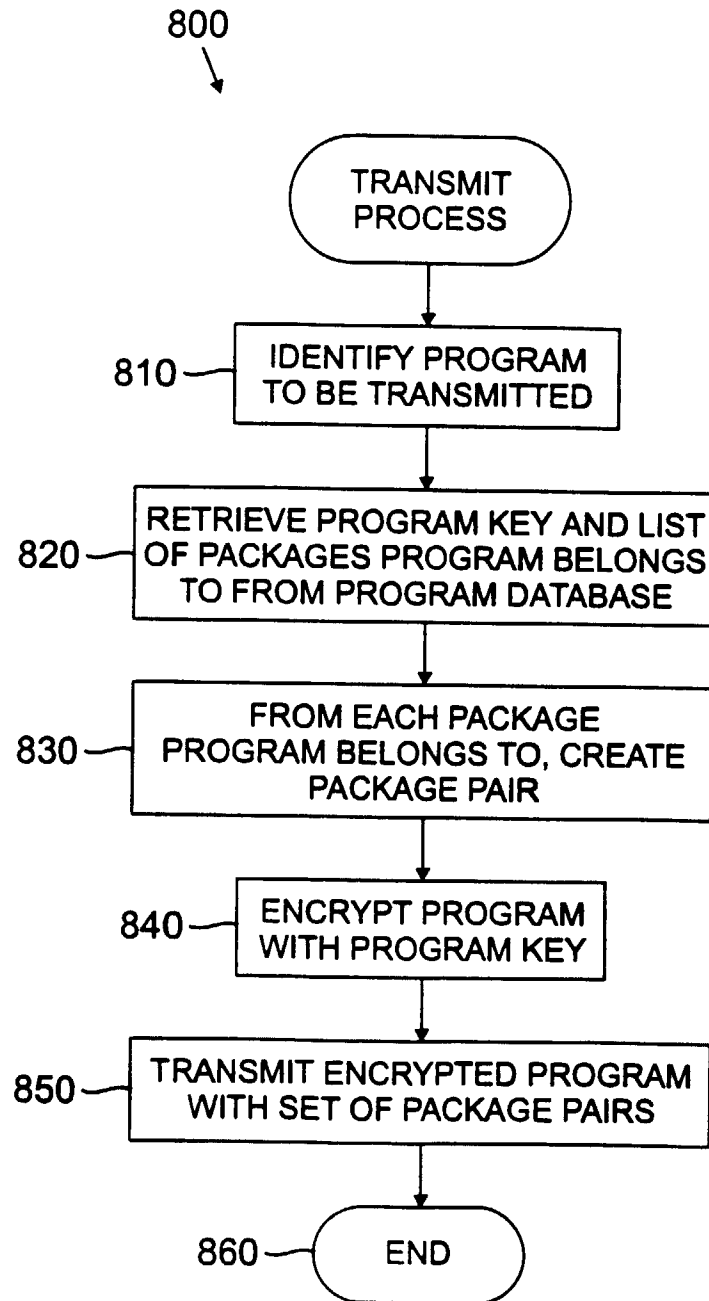 800
TRANSMIT
PROCESS
810
IDENTIFY PROGRAM
TO BE TRANSMITTED
820
RETRIEVE PROGRAM KEY AND LIST
OF PACKAGES PROGRAM BELONGS
TO FROM PROGRAM DATABASE
830
FROM EACH PACKAGE
PROGRAM BELONGS TO, CREATE
PACKAGE PAIR
840
ENCRYPT PROGRAM
WITH PROGRAM KEY
850
TRANSMIT ENCRYPTED PROGRAM
WITH SET OF PACKAGE PAIRS
860
END